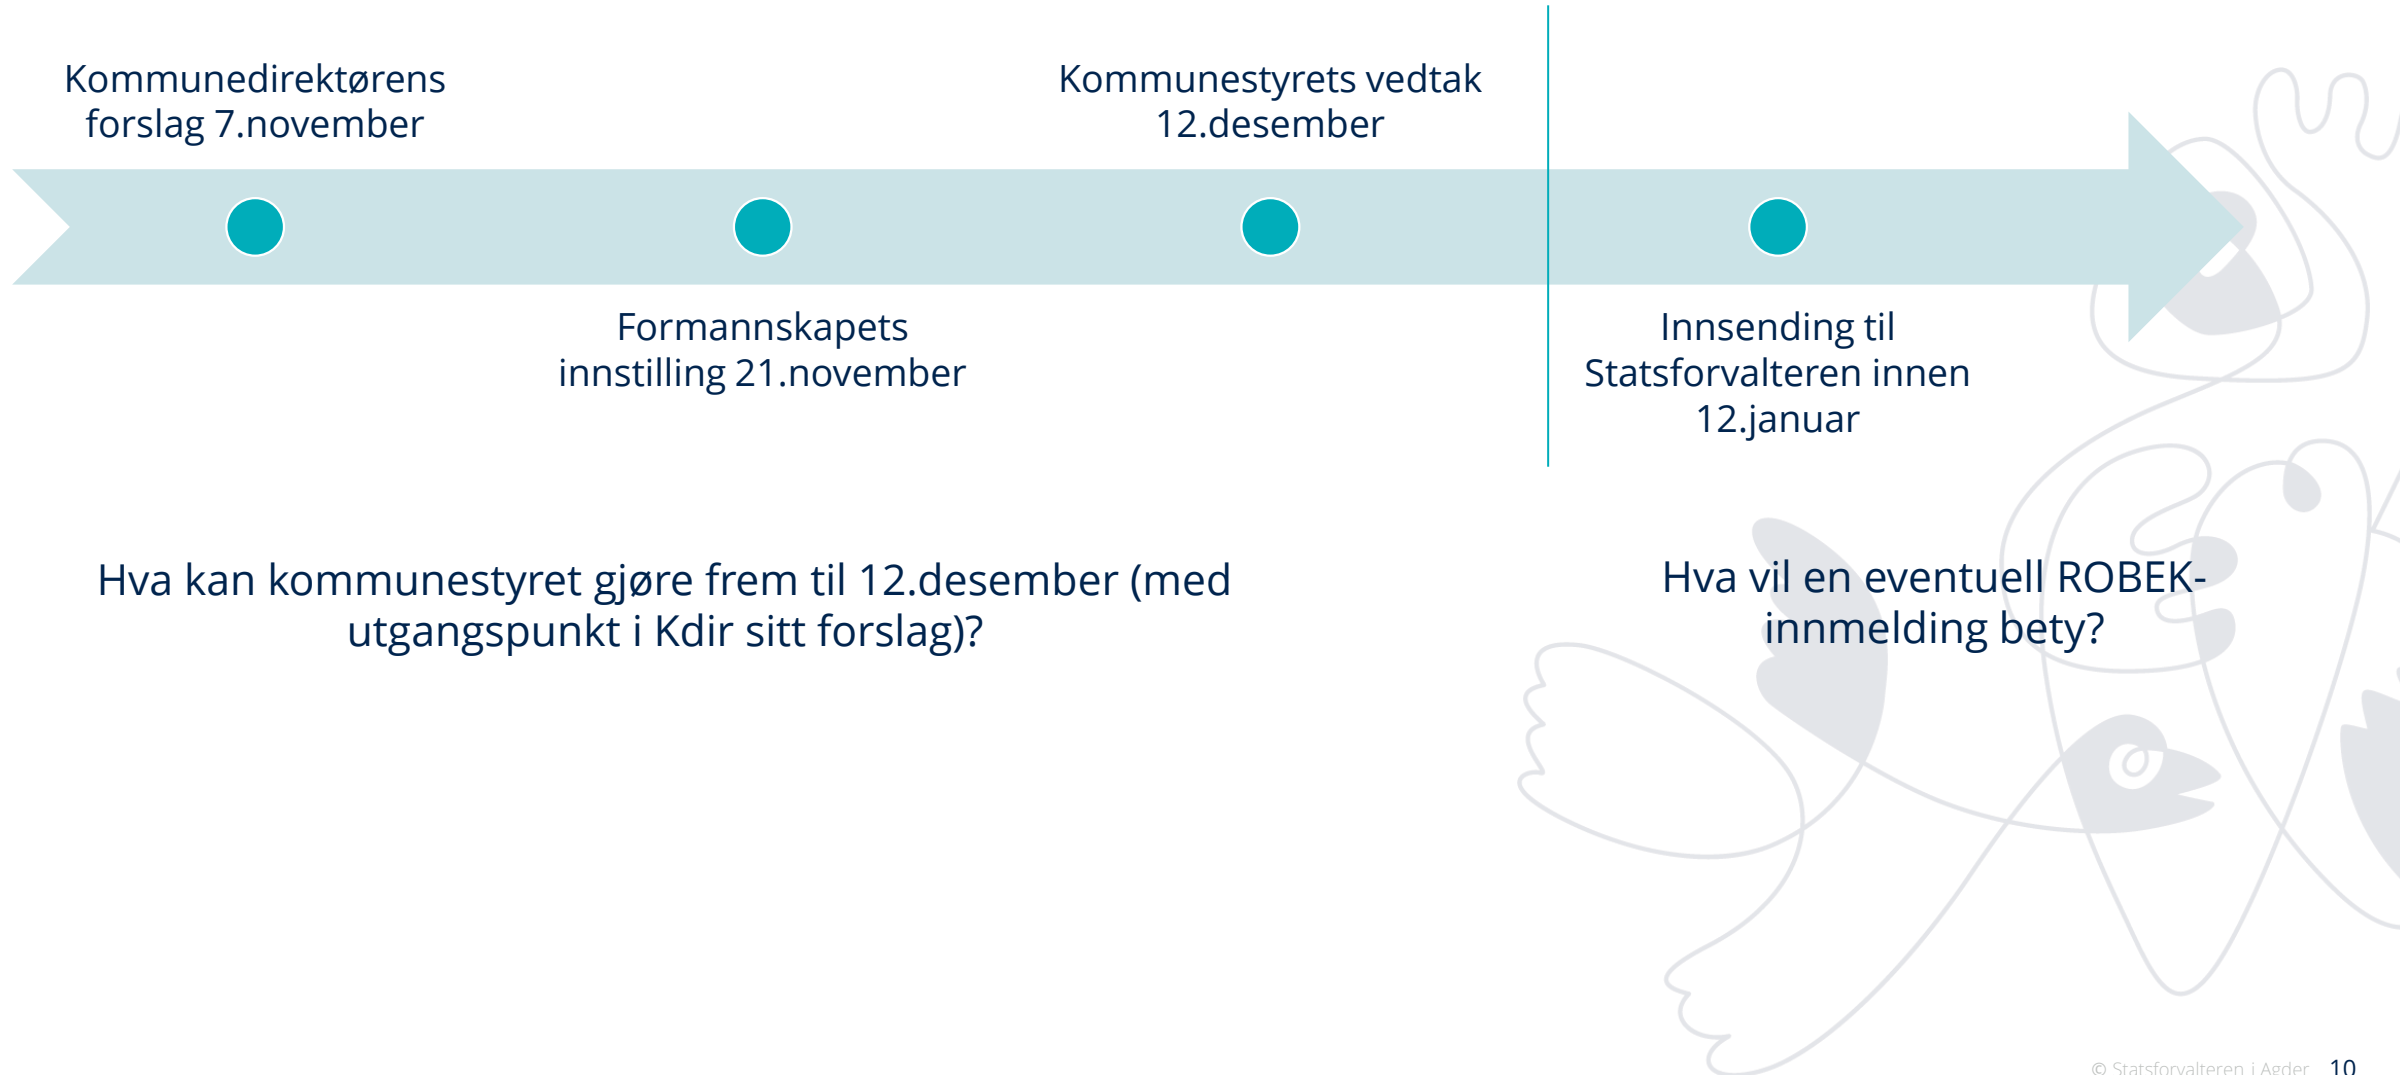 Kommunedirektørens
forslag 7.november
Kommunestyrets vedtak
12.desember
Formannskapets
innstilling 21.november
Innsending til
Statsforvalteren innen
12.januar
Hva kan kommunestyret gjøre frem til 12.desember (med
utgangspunkt i Kdir sitt forslag)?
Hva vil en eventuell ROBEK-
innmelding bety?
© Statsforvalteren i Agder 10